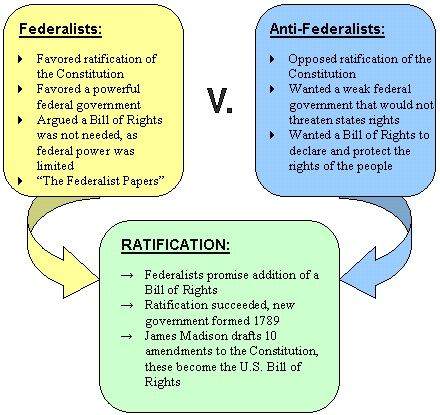 Federalists:
Favored ratification of
the Constitution
Favored a powerful
federal government
Argued a Bill of Rights
was not needed, as
federal power was
limited
“The Federalist Papers”
V.
Anti-Federalists:
Opposed ratification of the
Constitution
Wanted a weak federal
government that would not
threaten states rights
Wanted a Bill of Rights to
declare and protect the
rights of the people
RATIFICATION:
→ Federalists promise addition of a
Bill of Rights
→ Ratification succeeded, new
government formed 1789
→ James Madison drafts 10
amendments to the Constitution,
these become the U.S. Bill of
Rights